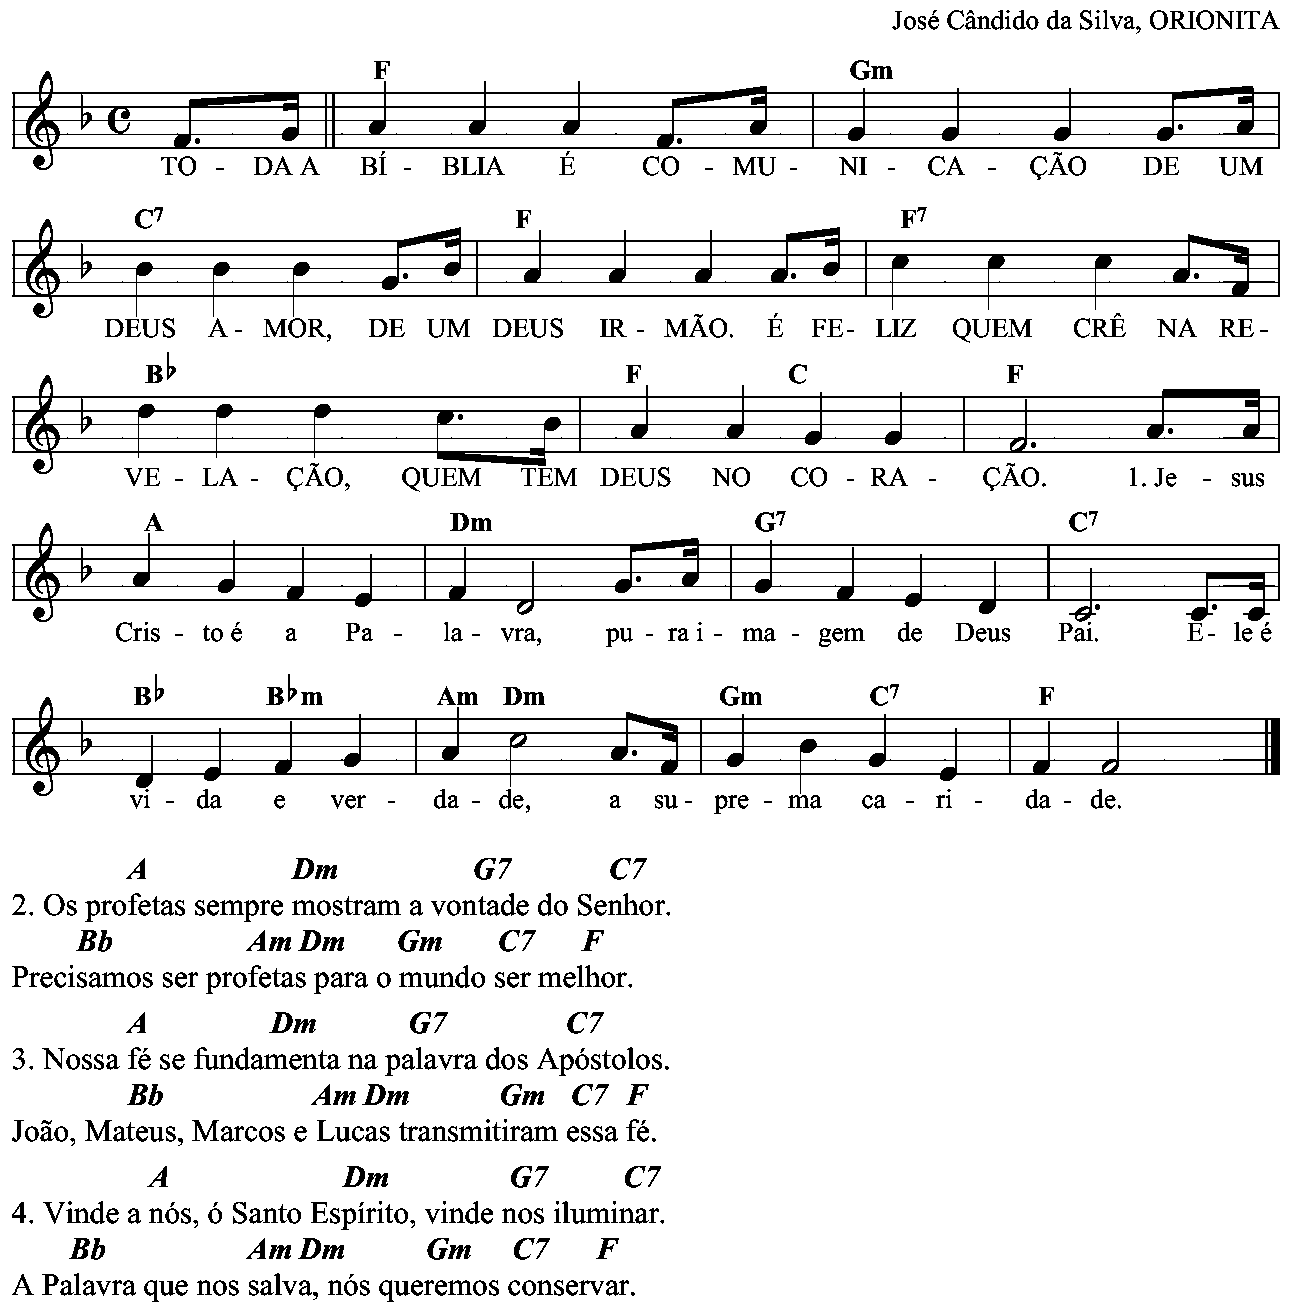 José Cândido da Silva, ORIONITA
F Gm
TO - DA A BÍ - BLIA É CO - MU - NI - CA - ÇÃO DE UM
C7 F F7
DEUS A - MOR, DE UM DEUS IR - MÃO. É FE - LIZ QUEM CRÊ NA RE -
B♭ F C F
VE - LA - ÇÃO, QUEM TEM DEUS NO CO - RA - ÇÃO. 1. Je - sus
A Dm G7 C7
Cris - to é a Pa - la - vra, pu - ra i - ma - gem de Deus Pai. E - le é
B♭ B♭m Am Dm Gm C7 F
vi - da e ver - da - de, a su - pre - ma ca - ri - da - de.
A Dm G7 C7
2. Os profetas sempre mostram a vontade do Senhor.
Bb Am Dm Gm C7 F
Precisamos ser profetas para o mundo ser melhor.
A Dm G7 C7
3. Nossa fé se fundamenta na palavra dos Apóstolos.
Bb Am Dm Gm C7 F
João, Mateus, Marcos e Lucas transmitiram essa fé.
A Dm G7 C7
4. Vinde a nós, ó Santo Espírito, vinde nos iluminar.
Bb Am Dm Gm C7 F
A Palavra que nos salva, nós queremos conservar.